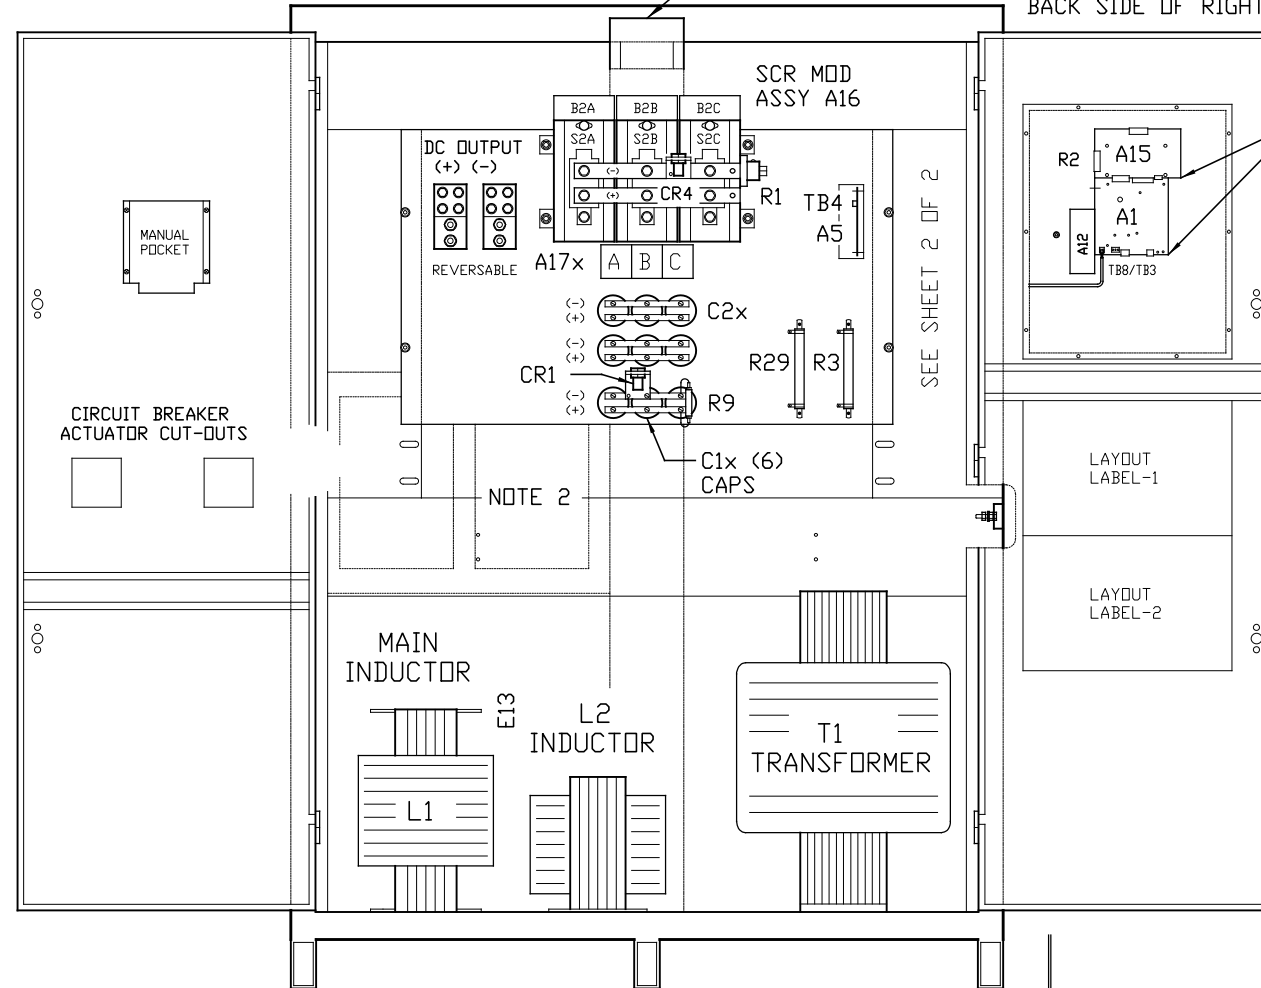 BACK SIDE OF RIGHT
SCR MOD
ASSY A16
B2A B2B B2C
S2A S2B S2C
DC OUTPUT
(+) (-)
REVERSABLE
(-)
(+) CR4
R1
TB4
A5
A17x A B C
SEE SHEET 2 OF 2
R2 A15
A1
A12
TB8/TB3
MANUAL
POCKET
(-)
(+)
C2x
(-)
(+)
R29 R3
CR1
(-)
(+)
R9
C1x (6)
CAPS
CIRCUIT BREAKER
ACTUATOR CUT-OUTS
NOTE 2
LAYOUT
LABEL-1
LAYOUT
LABEL-2
MAIN
INDUCTOR
E13
L1
L2
INDUCTOR
T1
TRANSFORMER